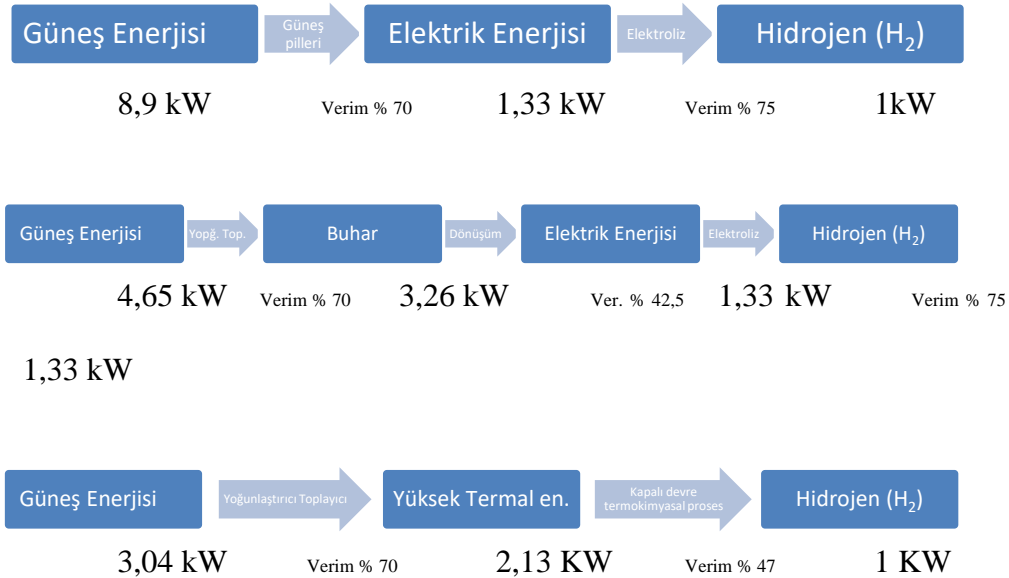 Güneş Enerjisi Güneş pilleri Elektrik Enerjisi Elektroliz Hidrojen (H₂)
8,9 kW Verim % 70 1,33 kW Verim % 75 1kW
Güneş Enerjisi Yopğ. Top. Buhar Dönüşüm Elektrik Enerjisi Elektroliz Hidrojen (H₂)
4,65 kW Verim % 70 3,26 kW Ver. % 42,5 1,33 kW Verim % 75
1,33 kW
Güneş Enerjisi Yoğunlaştırıcı Toplayıcı Yüksek Termal en. Kapalı devre termokimyasal proses Hidrojen (H₂)
3,04 kW Verim % 70 2,13 KW Verim % 47 1 KW